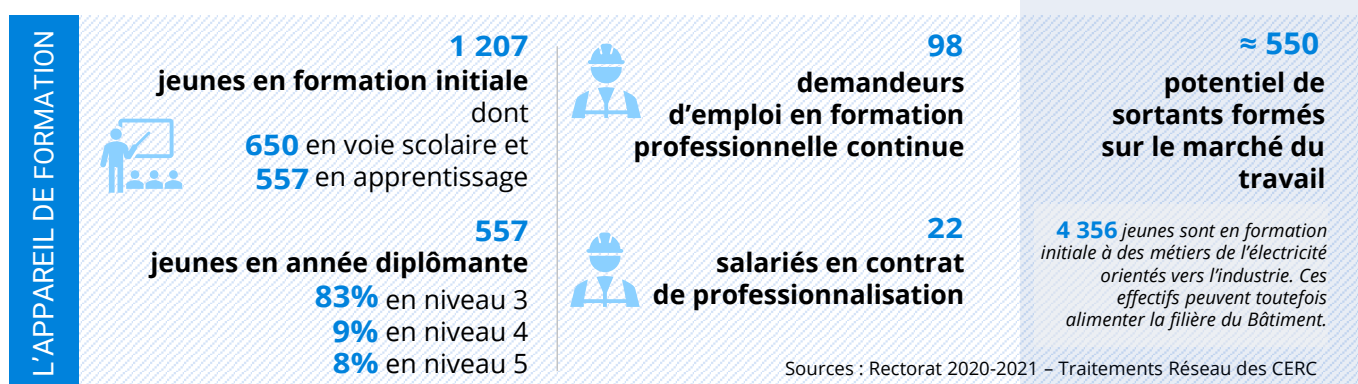 L'APPAREIL DE FORMATION
1 207
jeunes en formation initiale
dont
650 en voie scolaire et
557 en apprentissage
557
jeunes en année diplômante
83% en niveau 3
9% en niveau 4
8% en niveau 5
98
demandeurs
d’emploi en formation
professionnelle continue
22
salariés en contrat
de professionnalisation
≈ 550
potentiel de
sortants formés
sur le marché du
travail
4 356 jeunes sont en formation
initiale à des métiers de l’électricité
orientés vers l’industrie. Ces
effectifs peuvent toutefois
alimenter la filière du Bâtiment.
Sources : Rectorat 2020-2021 – Traitements Réseau des CERC